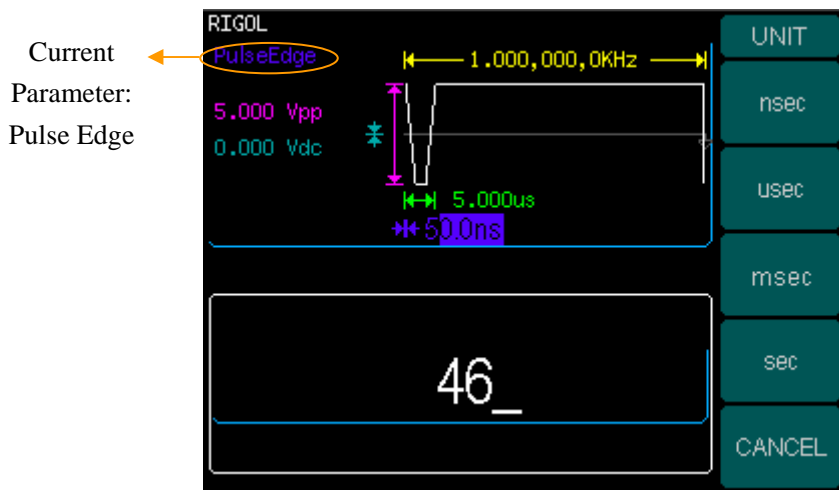 Current
Parameter:
Pulse Edge
RIGOL
PulseEdge
1.000,000,0KHz
5.000 Vpp
0.000 Vdc
5.000us
50.0ns
46_
UNIT
nsec
usec
msec
sec
CANCEL